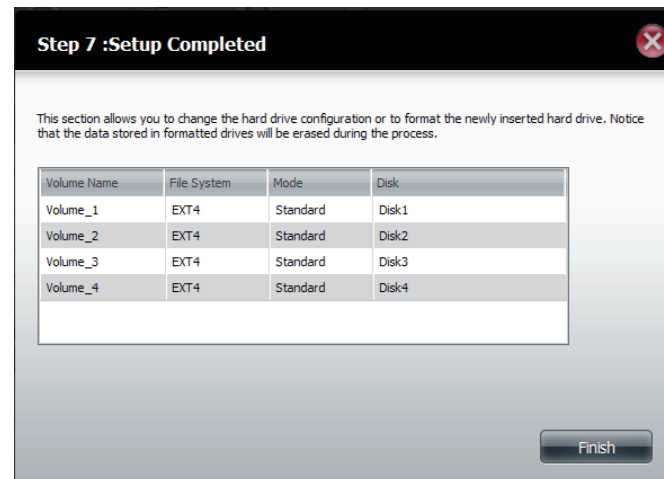 Step 7 :Setup Completed
This section allows you to change the hard drive configuration or to format the newly inserted hard drive. Notice
that the data stored in formatted drives will be erased during the process.
Volume Name File System Mode Disk
Volume_1 EXT4 Standard Disk1
Volume_2 EXT4 Standard Disk2
Volume_3 EXT4 Standard Disk3
Volume_4 EXT4 Standard Disk4
Finish